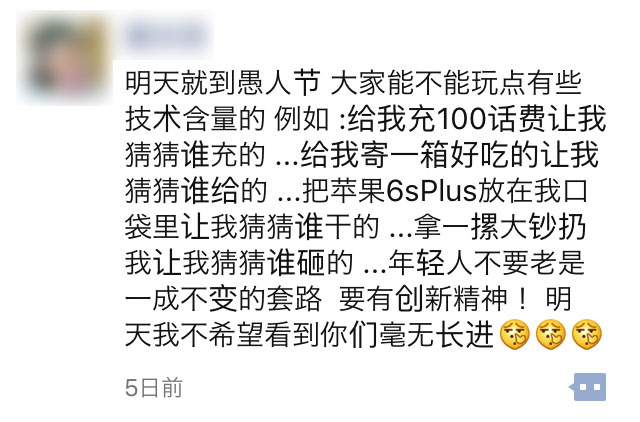 明天就到愚人节 大家能不能玩点有些
技术含量的 例如 :给我充100话费让我
猜猜谁充的 ...给我寄一箱好吃的让我
猜猜谁给的 ...把苹果6sPlus放在我口
袋里让我猜猜谁干的 ...拿一摞大钞扔
我让我猜猜谁砸的 ...年轻人不要老是
一成不变的套路  要有创新精神！ 明
天我不希望看到你们毫无长进
5日前